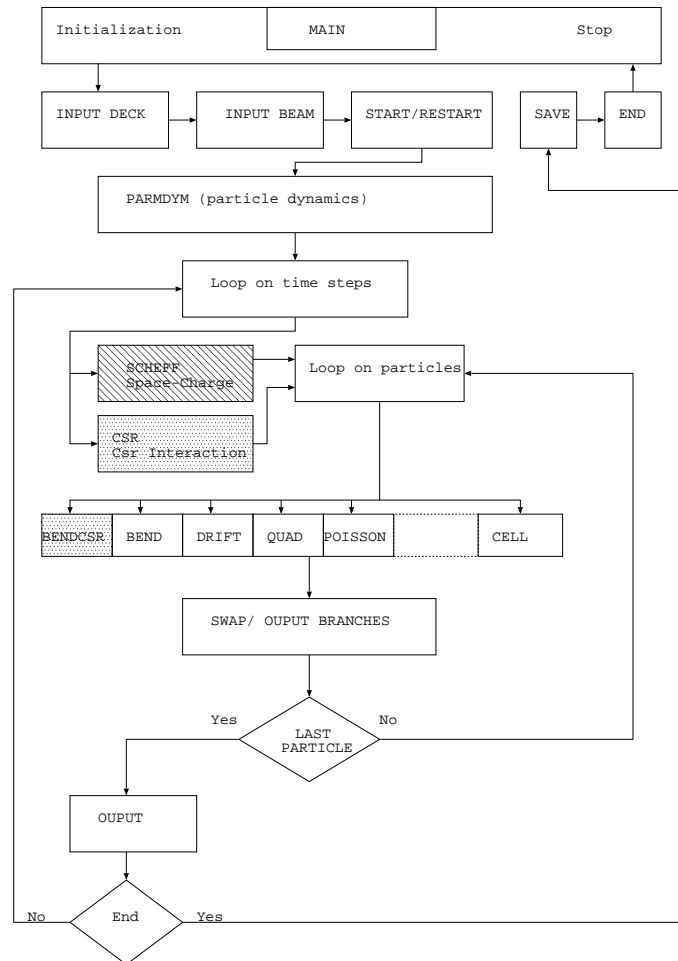 Initialization MAIN Stop
INPUT DECK INPUT BEAM START/RESTART SAVE END
PARMDYM (particle dynamics)
Loop on time steps
SCHEFF
Space-Charge
Loop on particles
CSR
Csr Interaction
BENDCSR BEND DRIFT QUAD POISSON CELL
SWAP/ OUPUT BRANCHES
Yes No
LAST
PARTICLE
OUPUT
No End Yes